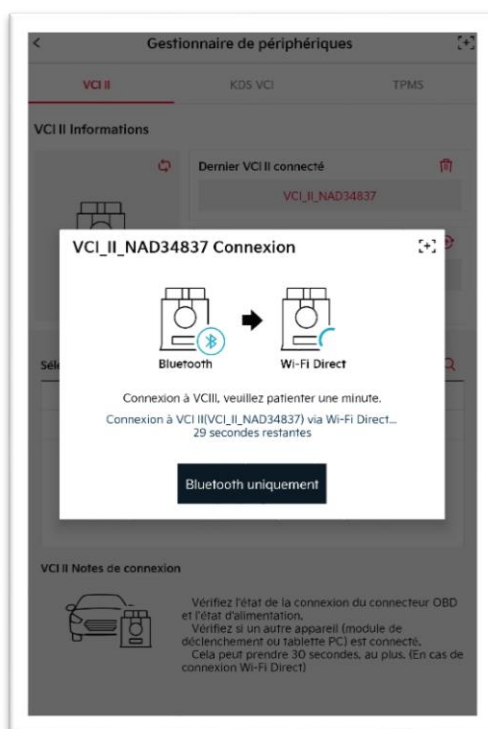 Gestionnaire de périphériques
VCI II
KDS VCI
TPMS
VCI II Informations
Dernier VCI II connecté
VCI_II_NAD34837
VCI_II_NAD34837 Connexion
Bluetooth
Wi-Fi Direct
Séle
Connexion à VCIII, veuillez patienter une minute.
Connexion à VCI II(VCI_II_NAD34837) via Wi-Fi Direct...
29 secondes restantes
Bluetooth uniquement
VCI II Notes de connexion
Vérifiez l'état de la connexion du connecteur OBD
et l'état d'alimentation.
Vérifiez si un autre appareil (module de
déclenchement ou tablette PC) est connecté.
Cela peut prendre 30 secondes, au plus. (En cas de
connexion Wi-Fi Direct)